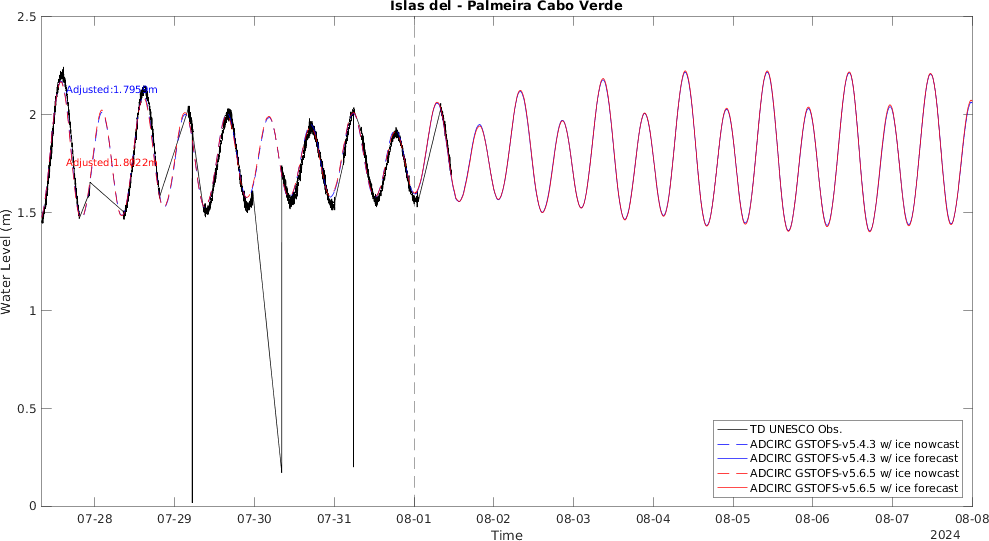 Islas del - Palmeira Cabo Verde
2.5
2
1.5
1
0.5
0
Water Level (m)
Adjusted:1.795 m
Adjusted:1.8022m
TD UNESCO Obs.
ADCIRC GSTOFS-v5.4.3 w/ ice nowcast
ADCIRC GSTOFS-v5.4.3 w/ ice forecast
ADCIRC GSTOFS-v5.6.5 w/ ice nowcast
ADCIRC GSTOFS-v5.6.5 w/ ice forecast
07-28 07-29 07-30 07-31 08-01 08-02 08-03 08-04 08-05 08-06 08-07 08-08
Time
2024